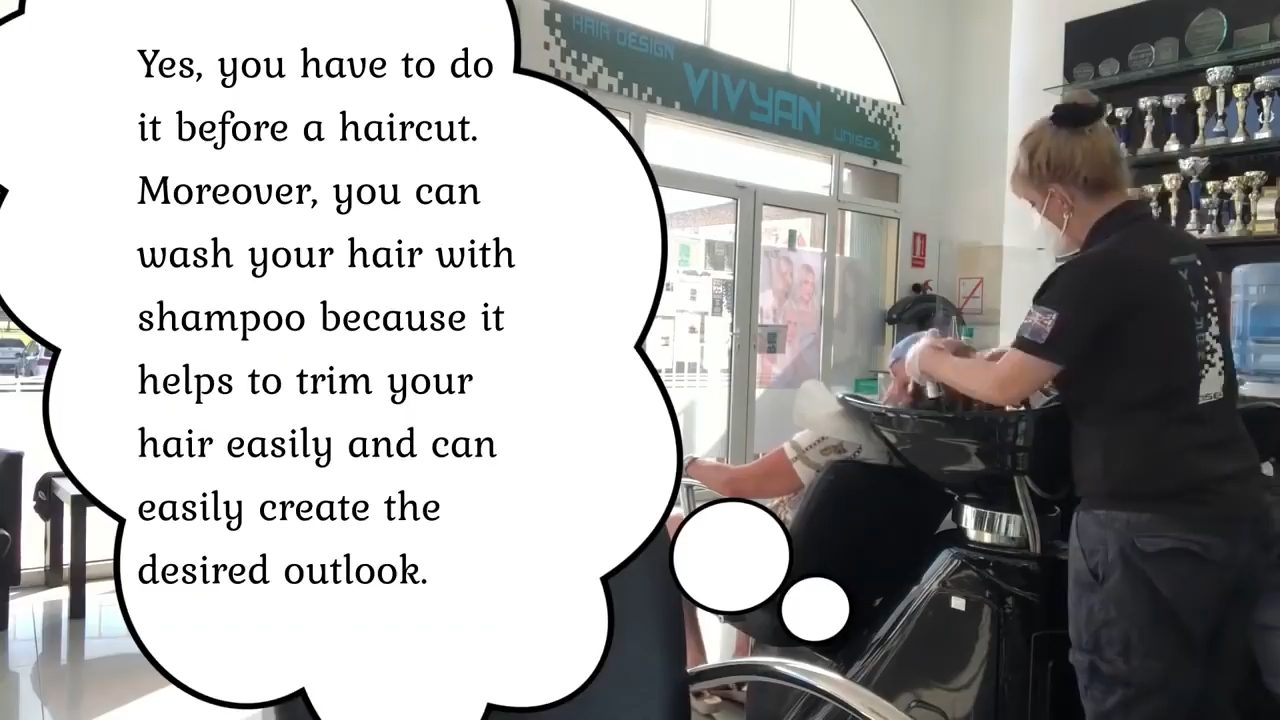 Yes, you have to do
it before a haircut.
Moreover, you can
wash your hair with
shampoo because it
helps to trim your
hair easily and can
easily create the
desired outlook.
HAIR DESIGN
VIVYAN
UNISEX